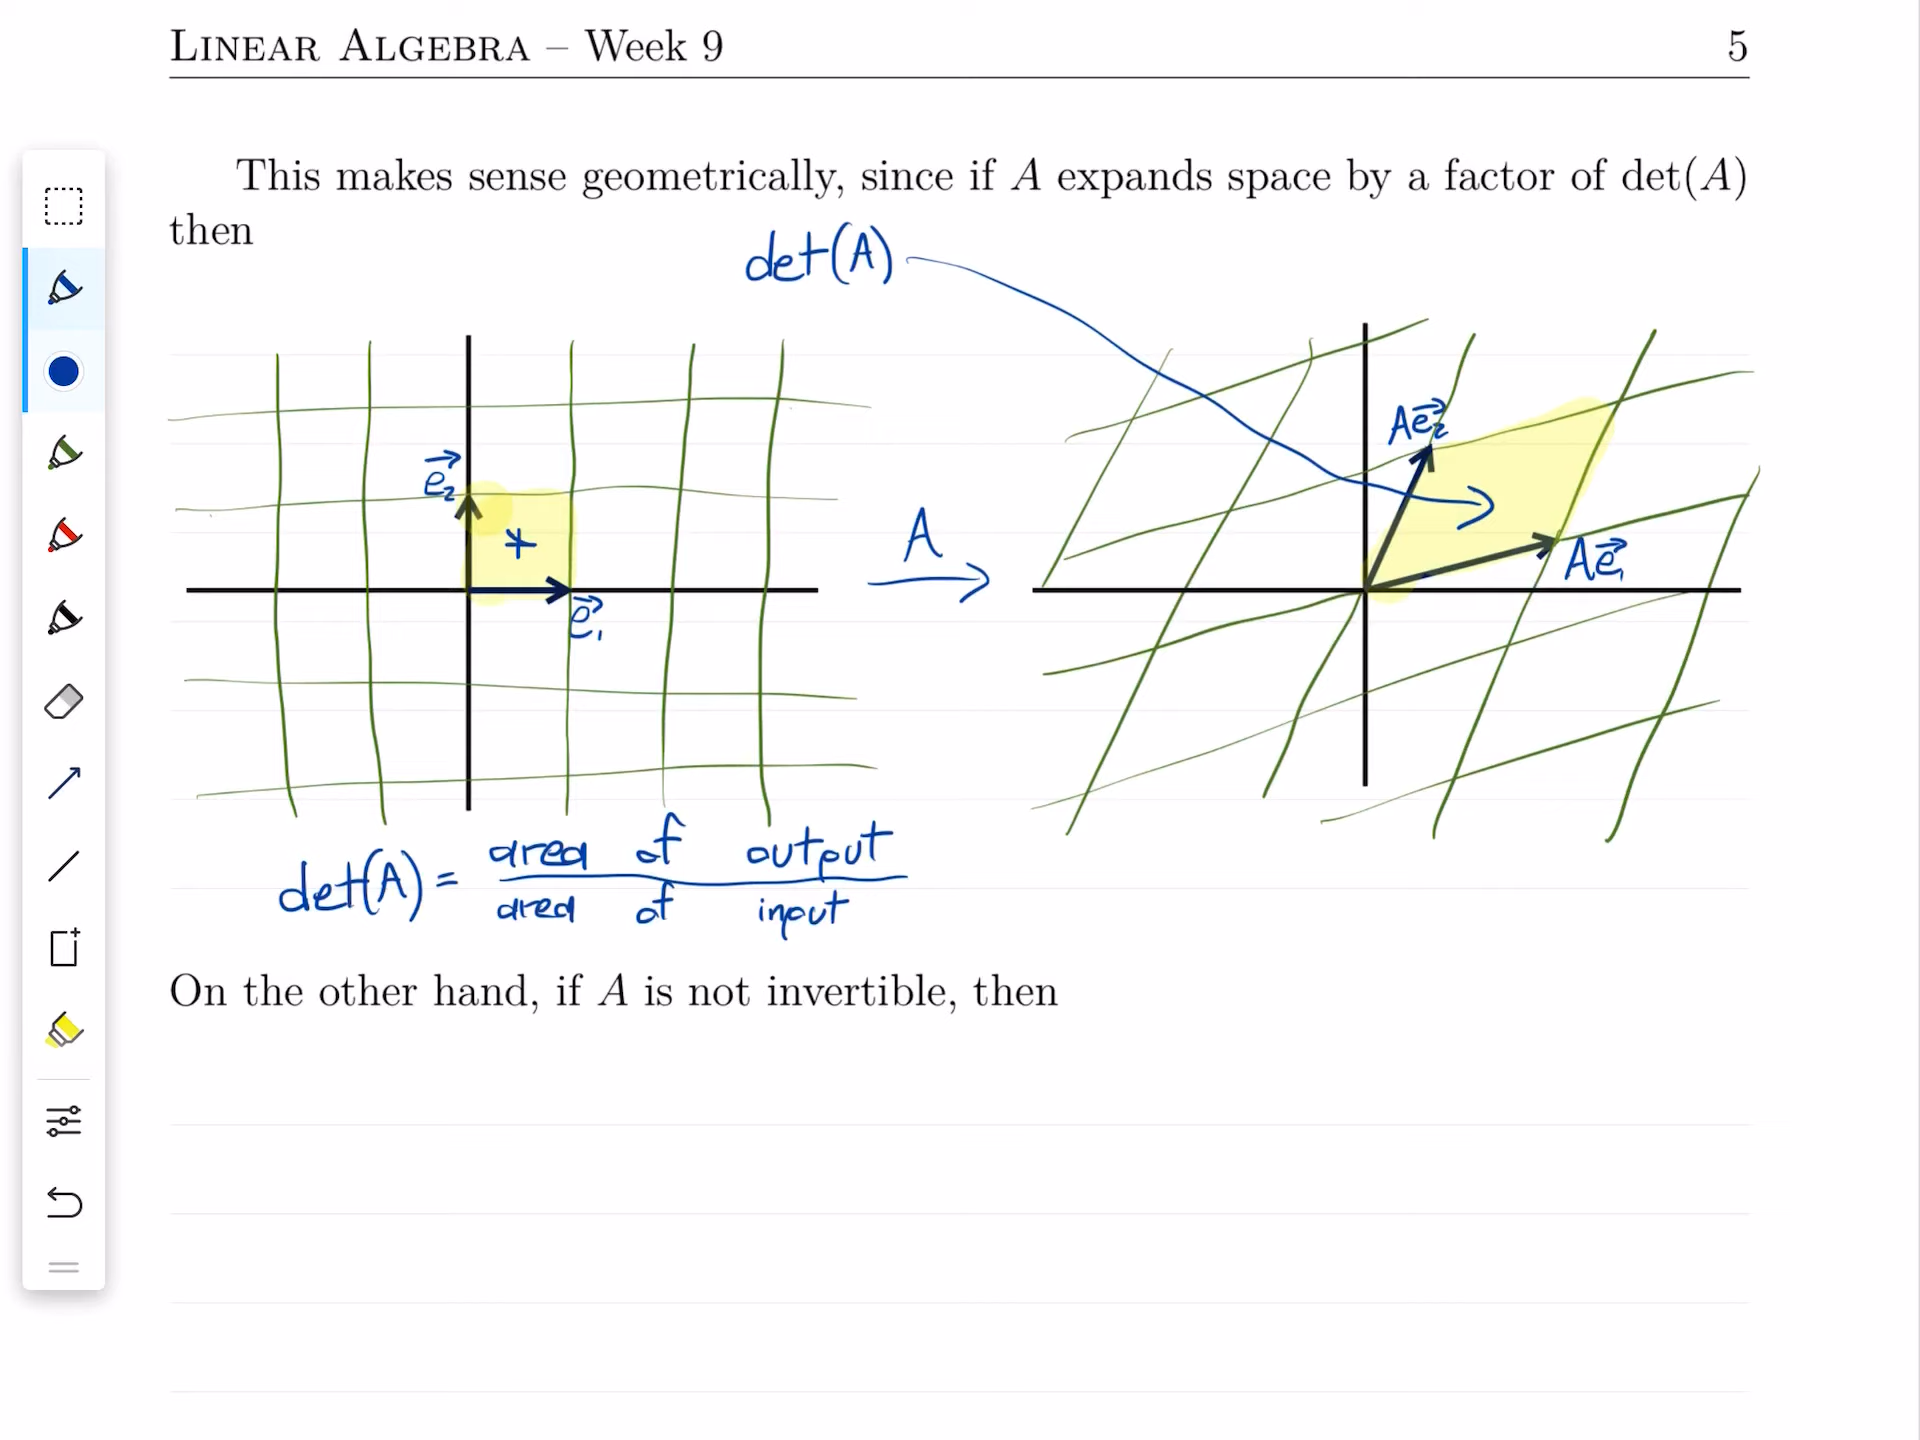 LINEAR ALGEBRA – Week 9 5
This makes sense geometrically, since if A expands space by a factor of det(A)
then
det(A)
e⃗₂
e⃗₁
A
Ae⃗₂
Ae⃗₁
det(A) = area of output
area of input
On the other hand, if A is not invertible, then